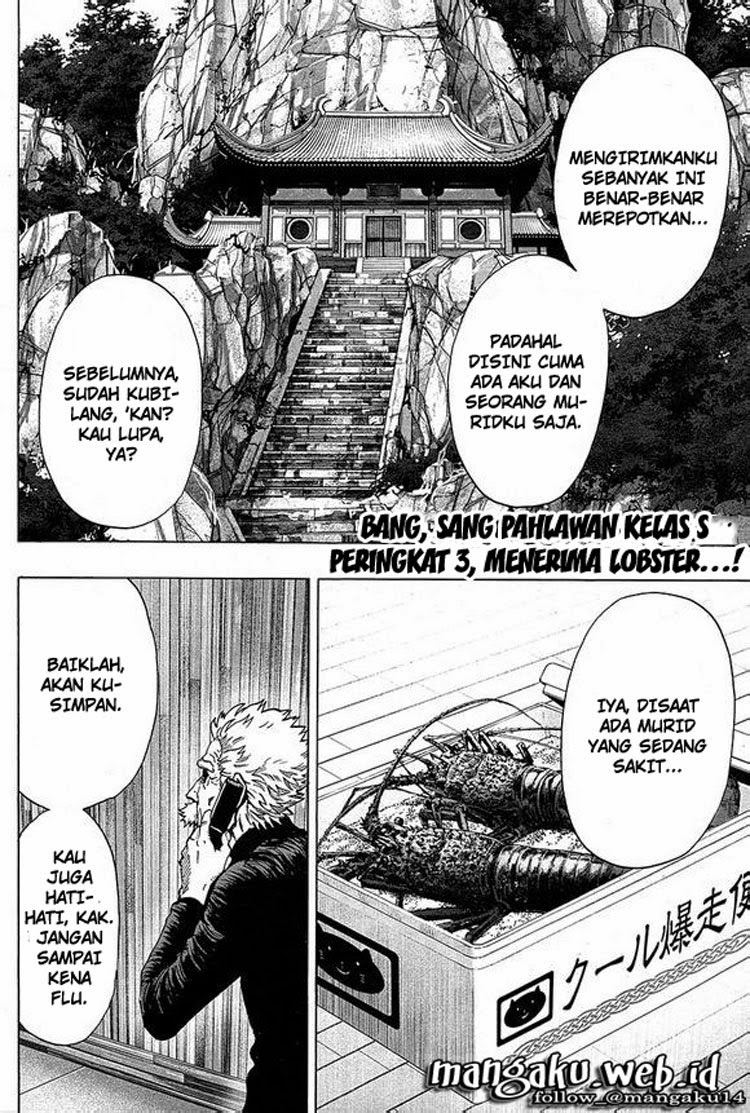 MENGIRIMKANKU
SEBANYAK INI
BENAR-BENAR
MEREPOTKAN...
PADAHAL
DISINI CUMA
ADA AKU DAN
SEORANG MU-
RIDKU SAJA.
SEBELUMNYA,
SUDAH KUBI-
LANG, 'KAN?
KAU LUPA,
YA?
BANG, SANG PAHLAWAN KELAS S
PERINGKAT 3, MENERIMA LOBSTER...!
IYA, DISAAT
ADA MURID
YANG SEDANG
SAKIT...
クール爆走便
BAIKLAH,
AKAN KU-
SIMPAN.
KAU
JUGA
HATI-
HATI, KAK.
JANGAN
SAMPAI
KENA
FLU.
mangaku.web.id
follow_@mangaku14